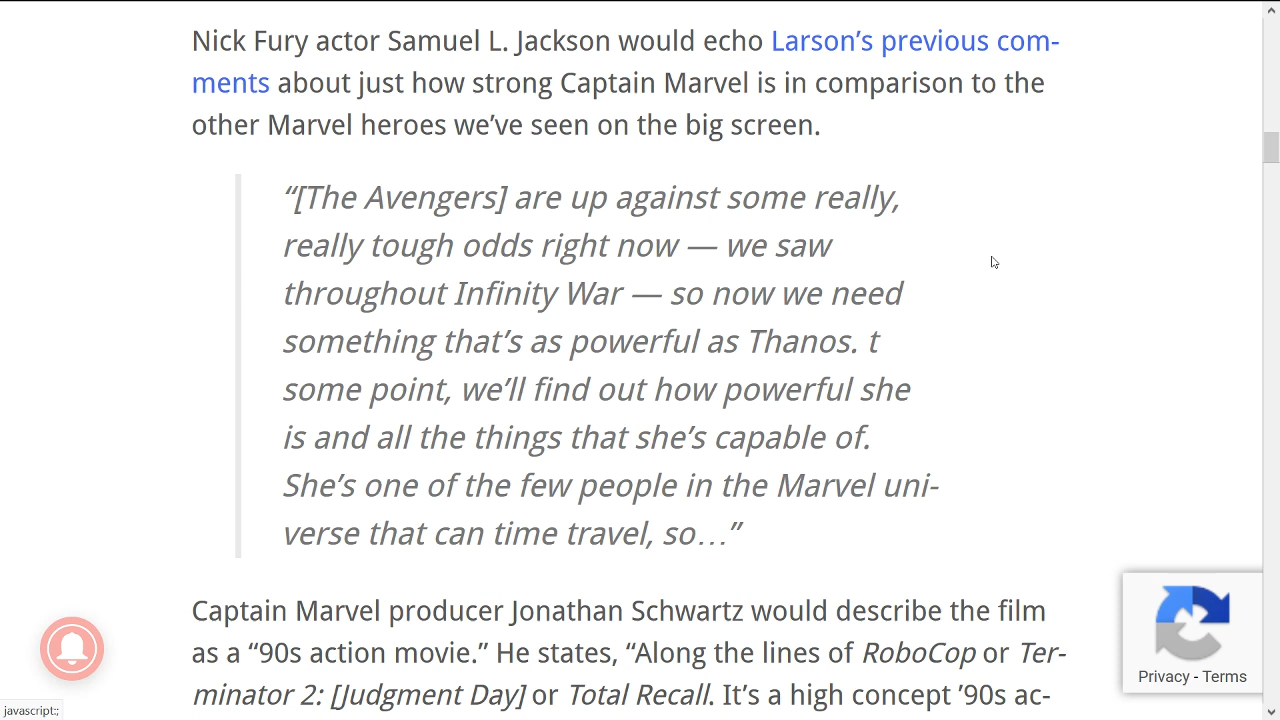 Nick Fury actor Samuel L. Jackson would echo Larson’s previous com-
ments about just how strong Captain Marvel is in comparison to the
other Marvel heroes we’ve seen on the big screen.
“[The Avengers] are up against some really,
really tough odds right now — we saw
throughout Infinity War — so now we need
something that’s as powerful as Thanos. t
some point, we’ll find out how powerful she
is and all the things that she’s capable of.
She’s one of the few people in the Marvel uni-
verse that can time travel, so…”
Captain Marvel producer Jonathan Schwartz would describe the film
as a “90s action movie.” He states, “Along the lines of RoboCop or Ter-
minator 2: [Judgment Day] or Total Recall. It’s a high concept ’90s ac-
Privacy - Terms
javascript:;